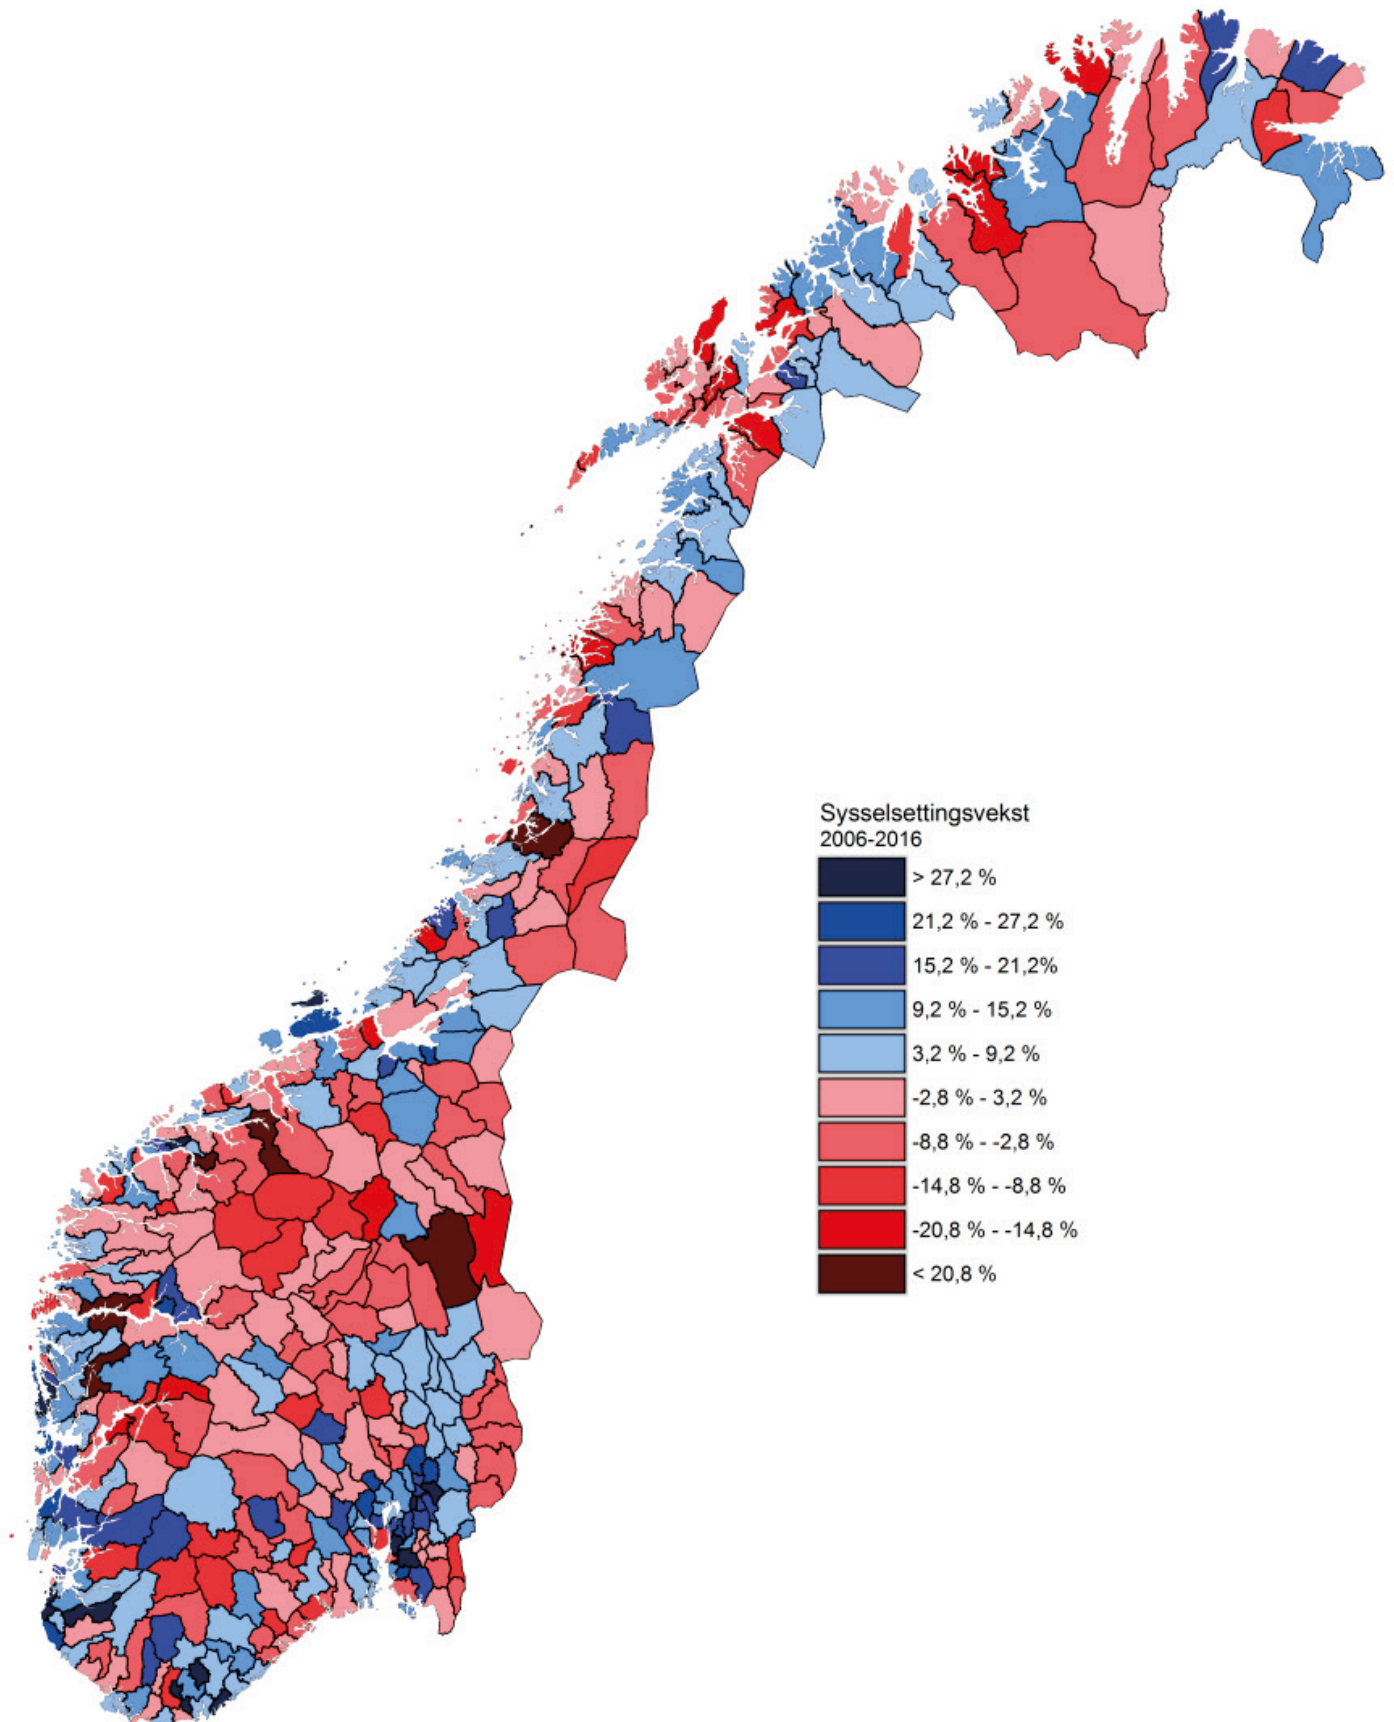 Sysselsettingsvekst
2006-2016
> 27,2 %
21,2 % - 27,2 %
15,2 % - 21,2%
9,2 % - 15,2 %
3,2 % - 9,2 %
-2,8 % - 3,2 %
-8,8 % - -2,8 %
-14,8 % - -8,8 %
-20,8 % - -14,8 %
< 20,8 %